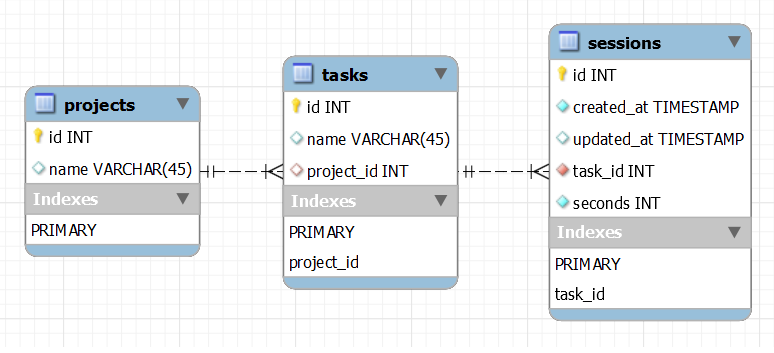 projects
id INT
name VARCHAR(45)
Indexes
PRIMARY
tasks
id INT
name VARCHAR(45)
project_id INT
Indexes
PRIMARY
project_id
sessions
id INT
created_at TIMESTAMP
updated_at TIMESTAMP
task_id INT
seconds INT
Indexes
PRIMARY
task_id